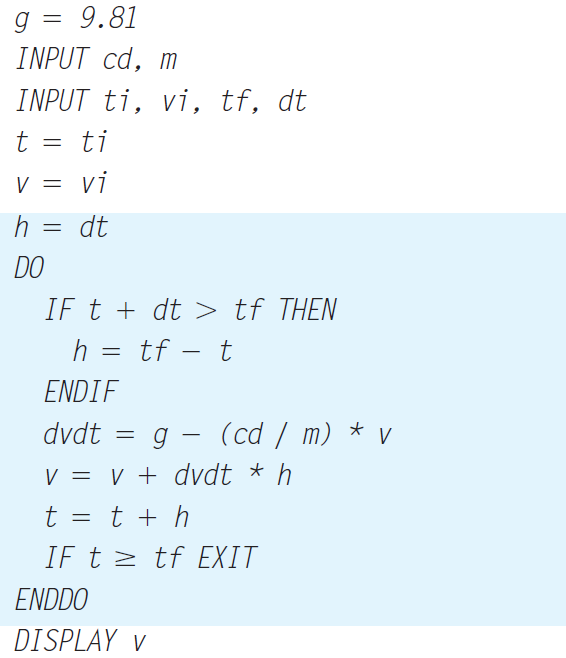 g = 9.81
INPUT cd, m
INPUT ti, vi, tf, dt
t = ti
v = vi
h = dt
DO
  IF t + dt > tf THEN
    h = tf − t
  ENDIF
  dvdt = g − (cd / m) * v
  v = v + dvdt * h
  t = t + h
  IF t ≥ tf EXIT
ENDDO
DISPLAY v